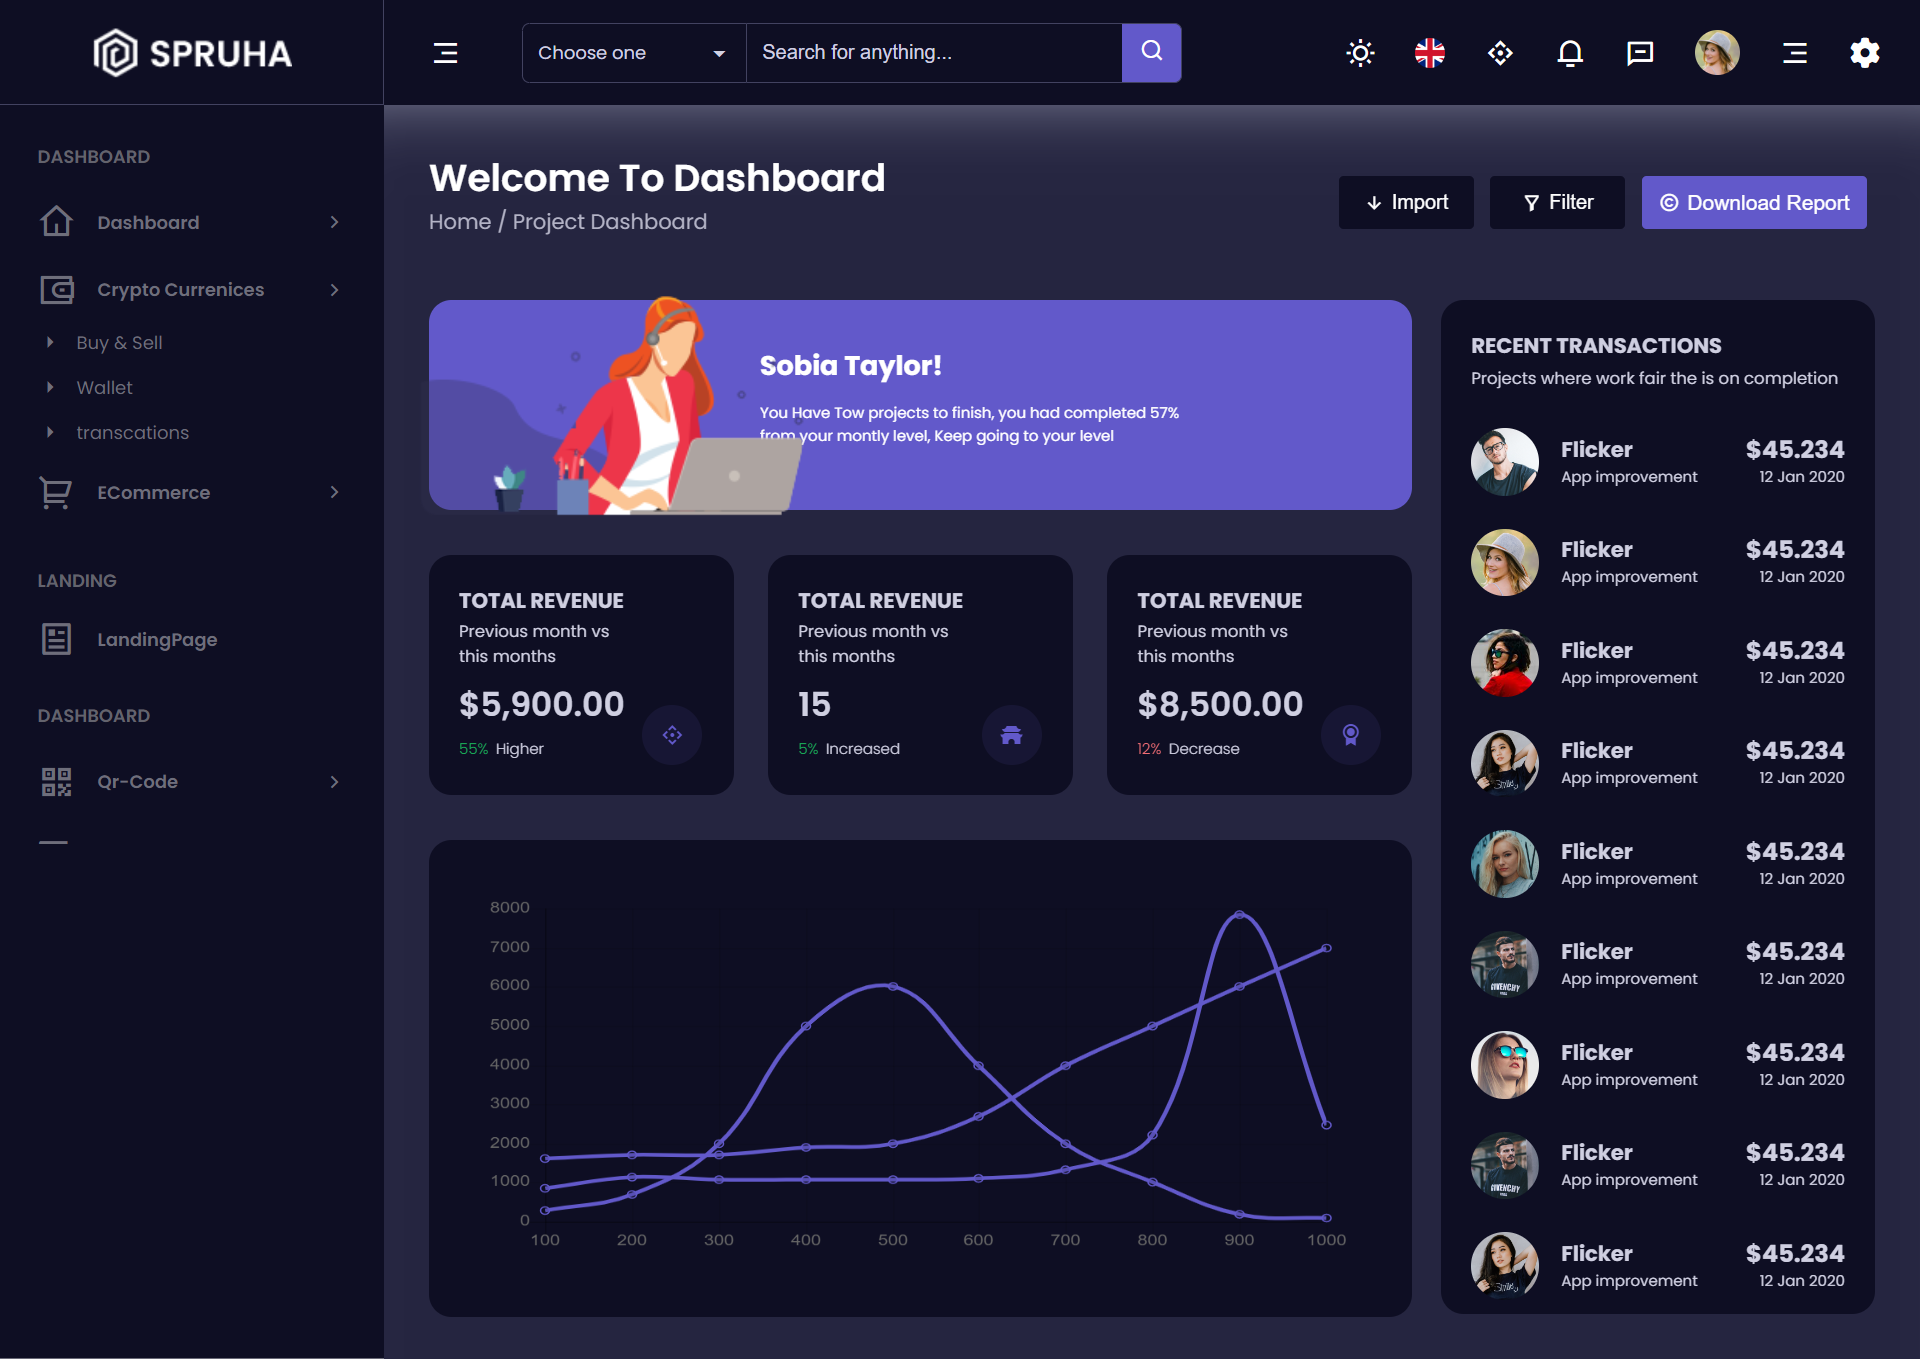 SPRUHA
Choose one
Search for anything...
DASHBOARD
Dashboard
Crypto Currenices
Buy & Sell
Wallet
transcations
ECommerce
LANDING
LandingPage
DASHBOARD
Qr-Code
Welcome To Dashboard
Home / Project Dashboard
Import
Filter
Download Report
Sobia Taylor!
You Have Tow projects to finish, you had completed 57%
from your montly level, Keep going to your level
TOTAL REVENUE
Previous month vs
this months
$5,900.00
55% Higher
TOTAL REVENUE
Previous month vs
this months
15
5% Increased
TOTAL REVENUE
Previous month vs
this months
$8,500.00
12% Decrease
8000
7000
6000
5000
4000
3000
2000
1000
0
100 200 300 400 500 600 700 800 900 1000
RECENT TRANSACTIONS
Projects where work fair the is on completion
Flicker $45.234
App improvement 12 Jan 2020
Flicker $45.234
App improvement 12 Jan 2020
Flicker $45.234
App improvement 12 Jan 2020
Flicker $45.234
App improvement 12 Jan 2020
Flicker $45.234
App improvement 12 Jan 2020
Flicker $45.234
App improvement 12 Jan 2020
Flicker $45.234
App improvement 12 Jan 2020
Flicker $45.234
App improvement 12 Jan 2020
Flicker $45.234
App improvement 12 Jan 2020